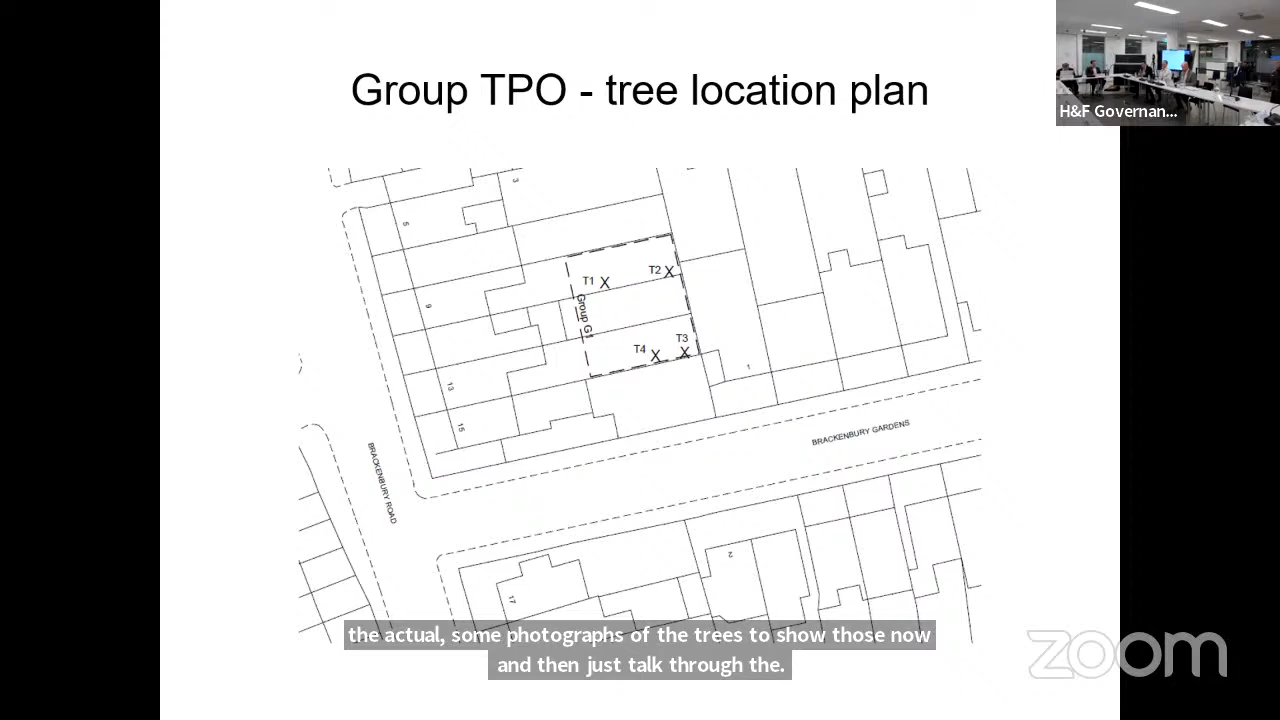 Group TPO - tree location plan
H&F Governan...
3
5
T1 X
T2 X
9
Group G1
T3
T4 X
X
1
13
15
BRACKENBURY GARDENS
BRACKENBURY ROAD
2
17
the actual, some photographs of the trees to show those now
and then just talk through the.
zoom